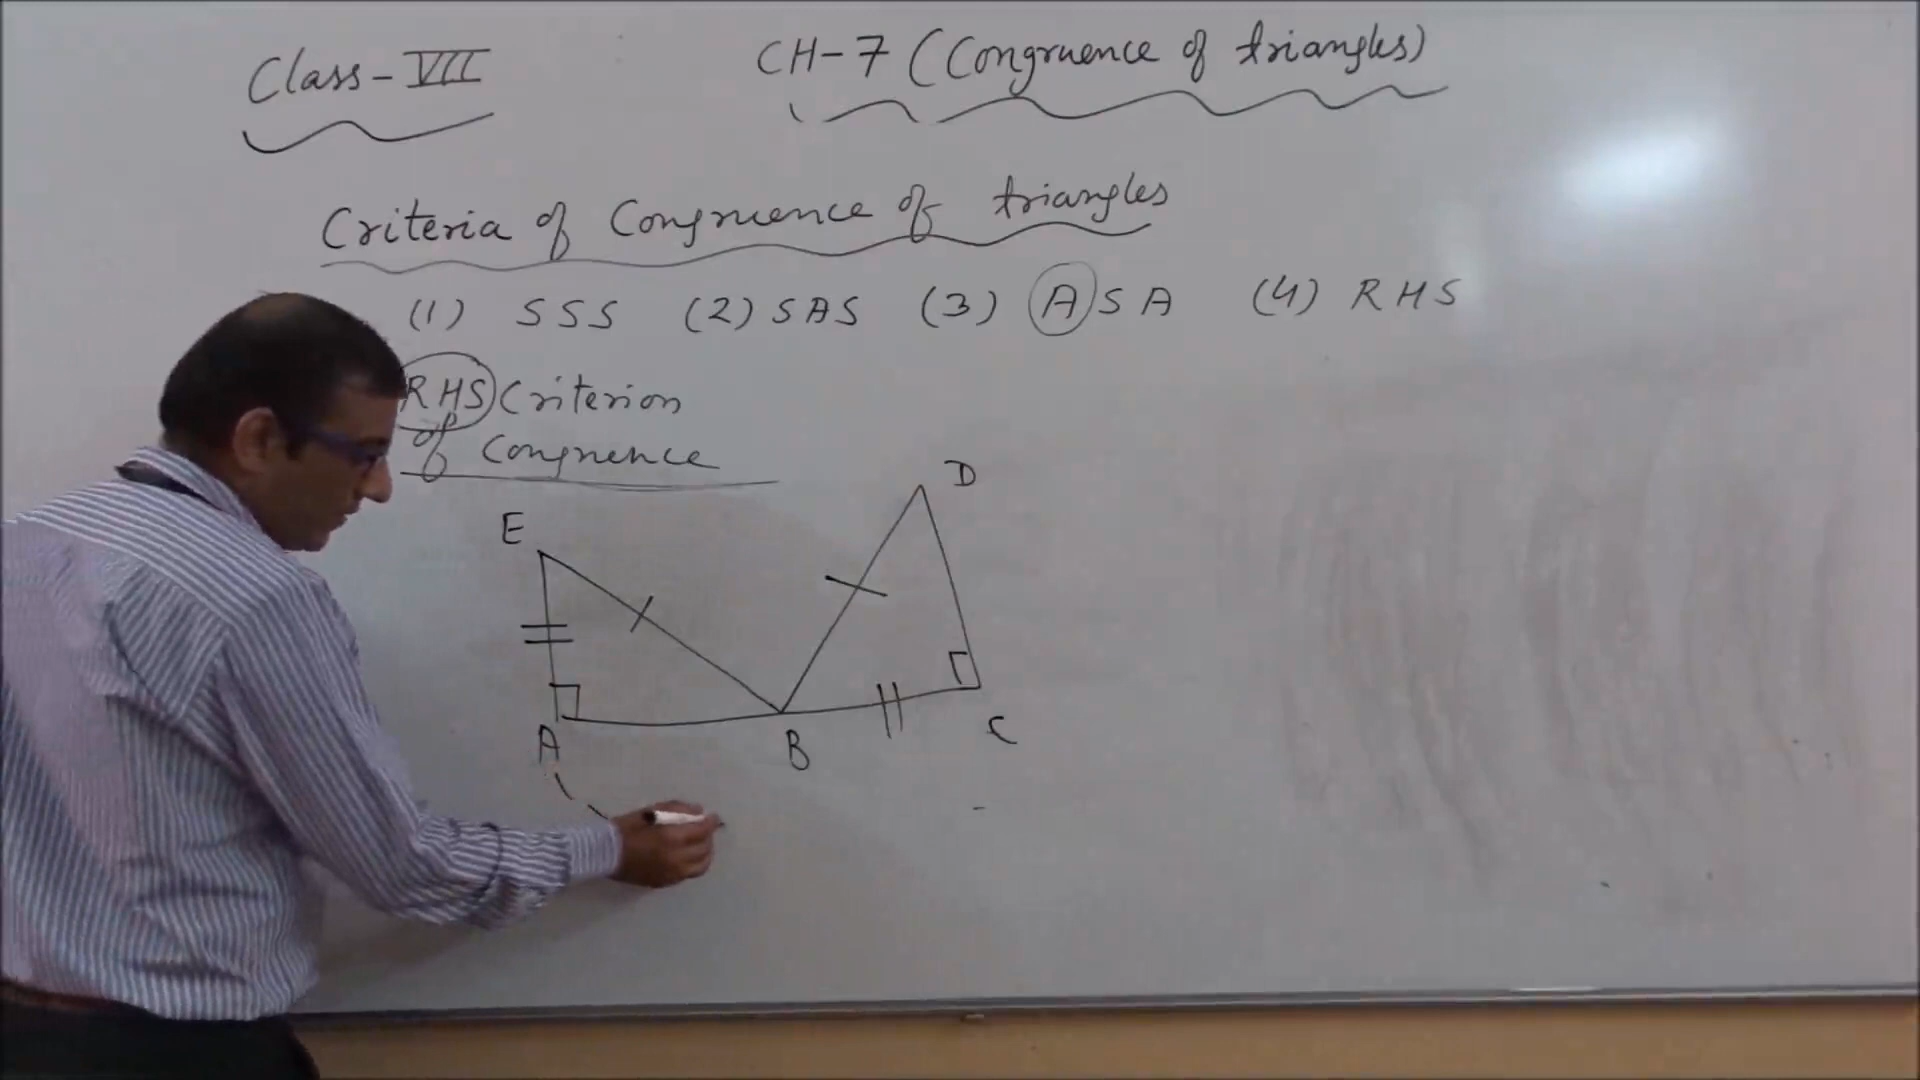 Class-VII
CH-7 (Congruence of triangles)
Criteria of Congruence of triangles
(1) SSS (2) SAS (3) ASA (4) RHS
RHS Criterion
of Congruence
D
E
A
B
C